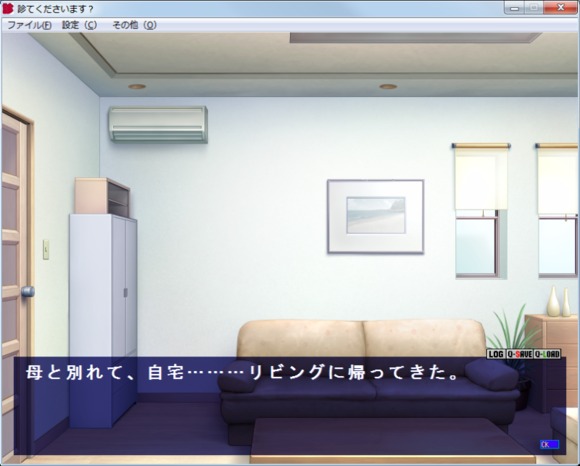 診てくださいます?
ファイル(F) 設定(C) その他(O)
LOG Q-SAVE Q-LOAD
母と別れて、自宅………リビングに帰ってきた。
OK